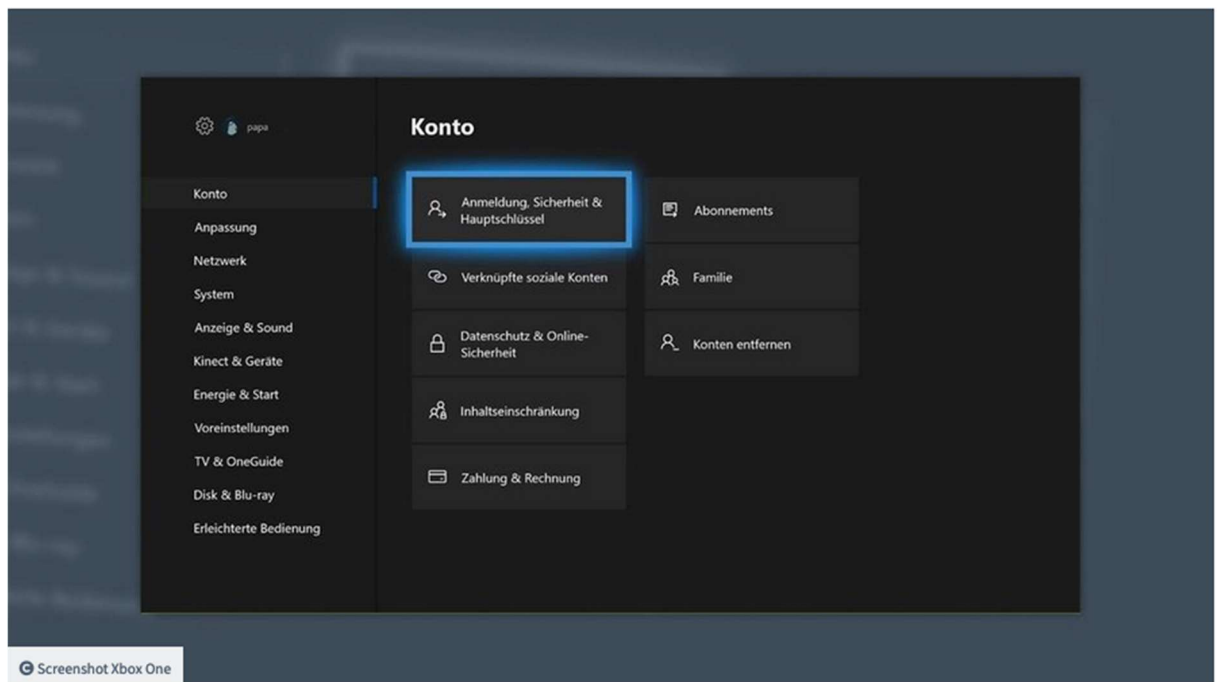 papa
Konto
Konto
Anpassung
Netzwerk
System
Anzeige & Sound
Kinect & Geräte
Energie & Start
Voreinstellungen
TV & OneGuide
Disk & Blu-ray
Erleichterte Bedienung
Anmeldung, Sicherheit &
Hauptschlüssel
Verknüpfte soziale Konten
Datenschutz & Online-
Sicherheit
Inhaltseinschränkung
Zahlung & Rechnung
Abonnements
Familie
Konten entfernen
Screenshot Xbox One